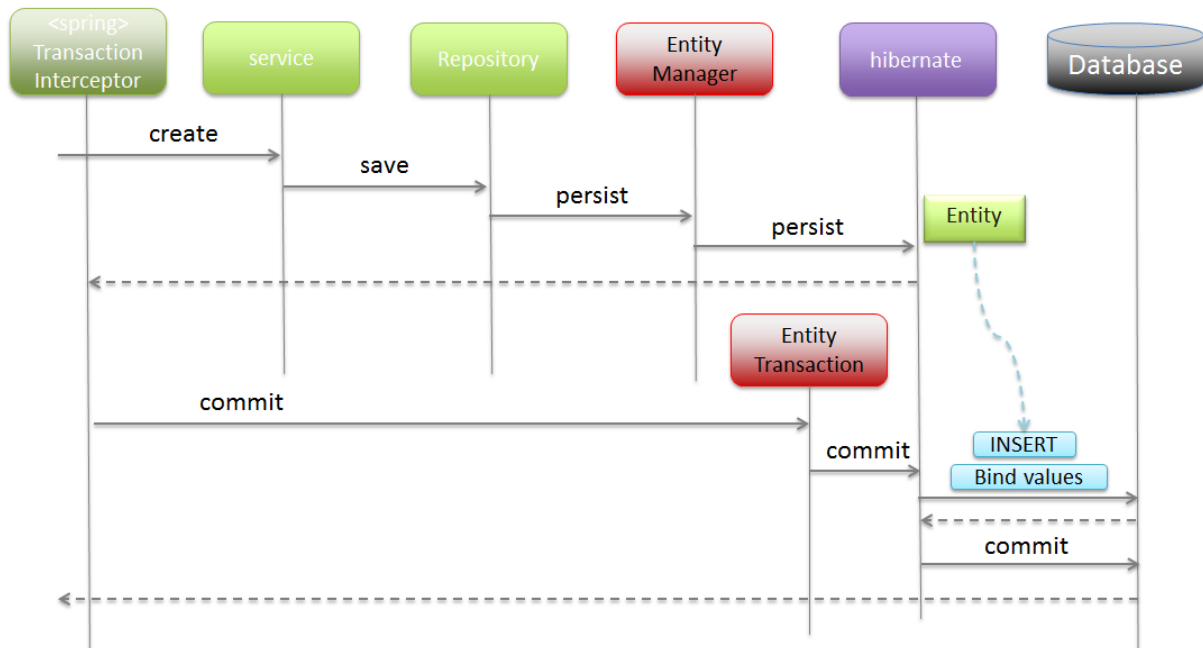 <spring>
Transaction
Interceptor
service
Repository
Entity
Manager
hibernate
Database
create
save
persist
persist
Entity
Entity
Transaction
commit
commit
INSERT
Bind values
commit